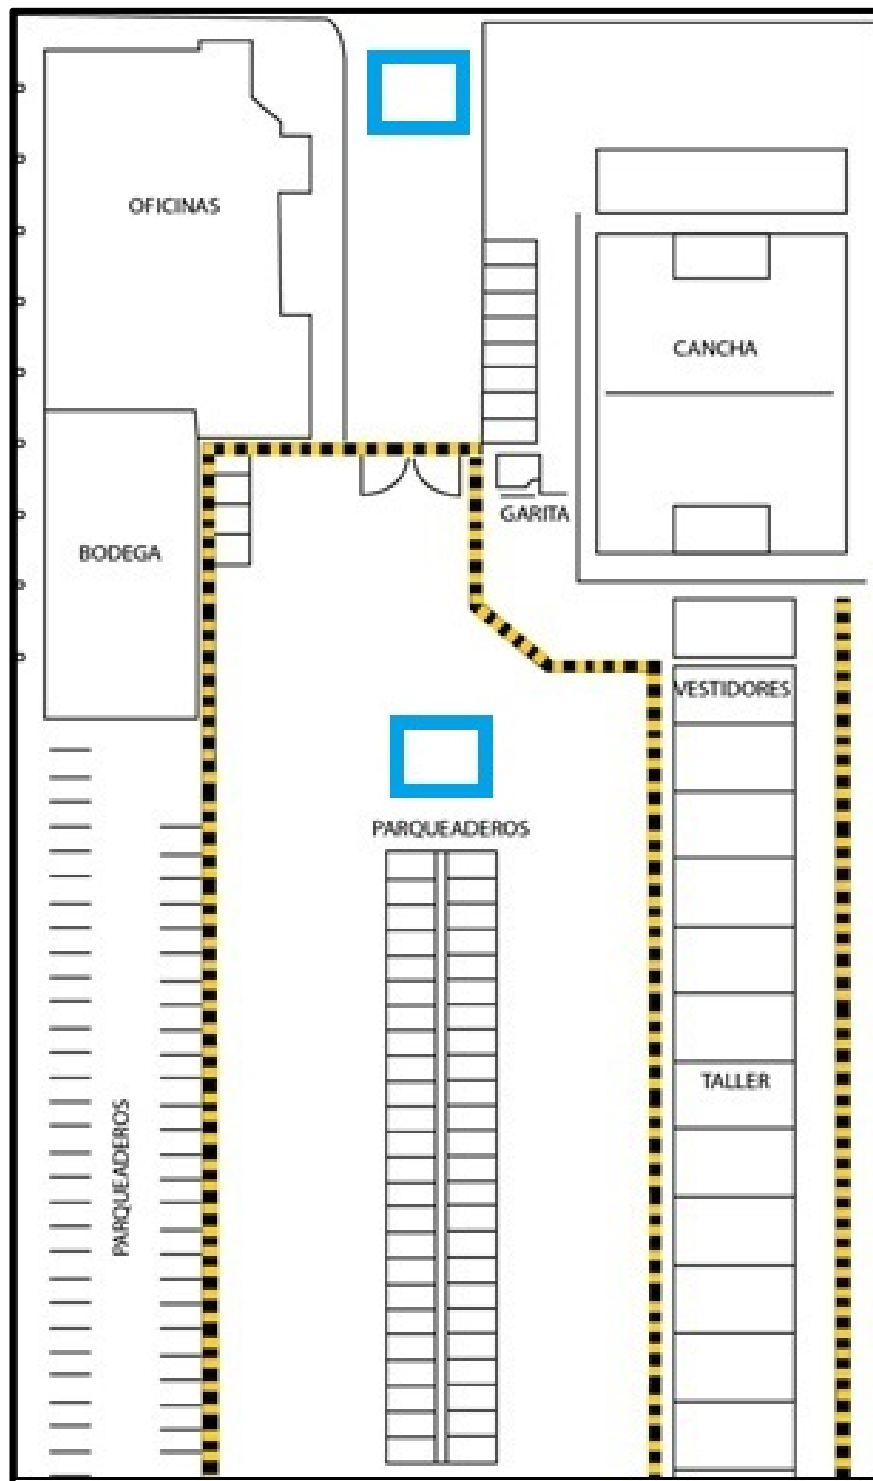 OFICINAS
CANCHA
GARITA
BODEGA
VESTIDORES
PARQUEADEROS
TALLER
PARQUEADEROS